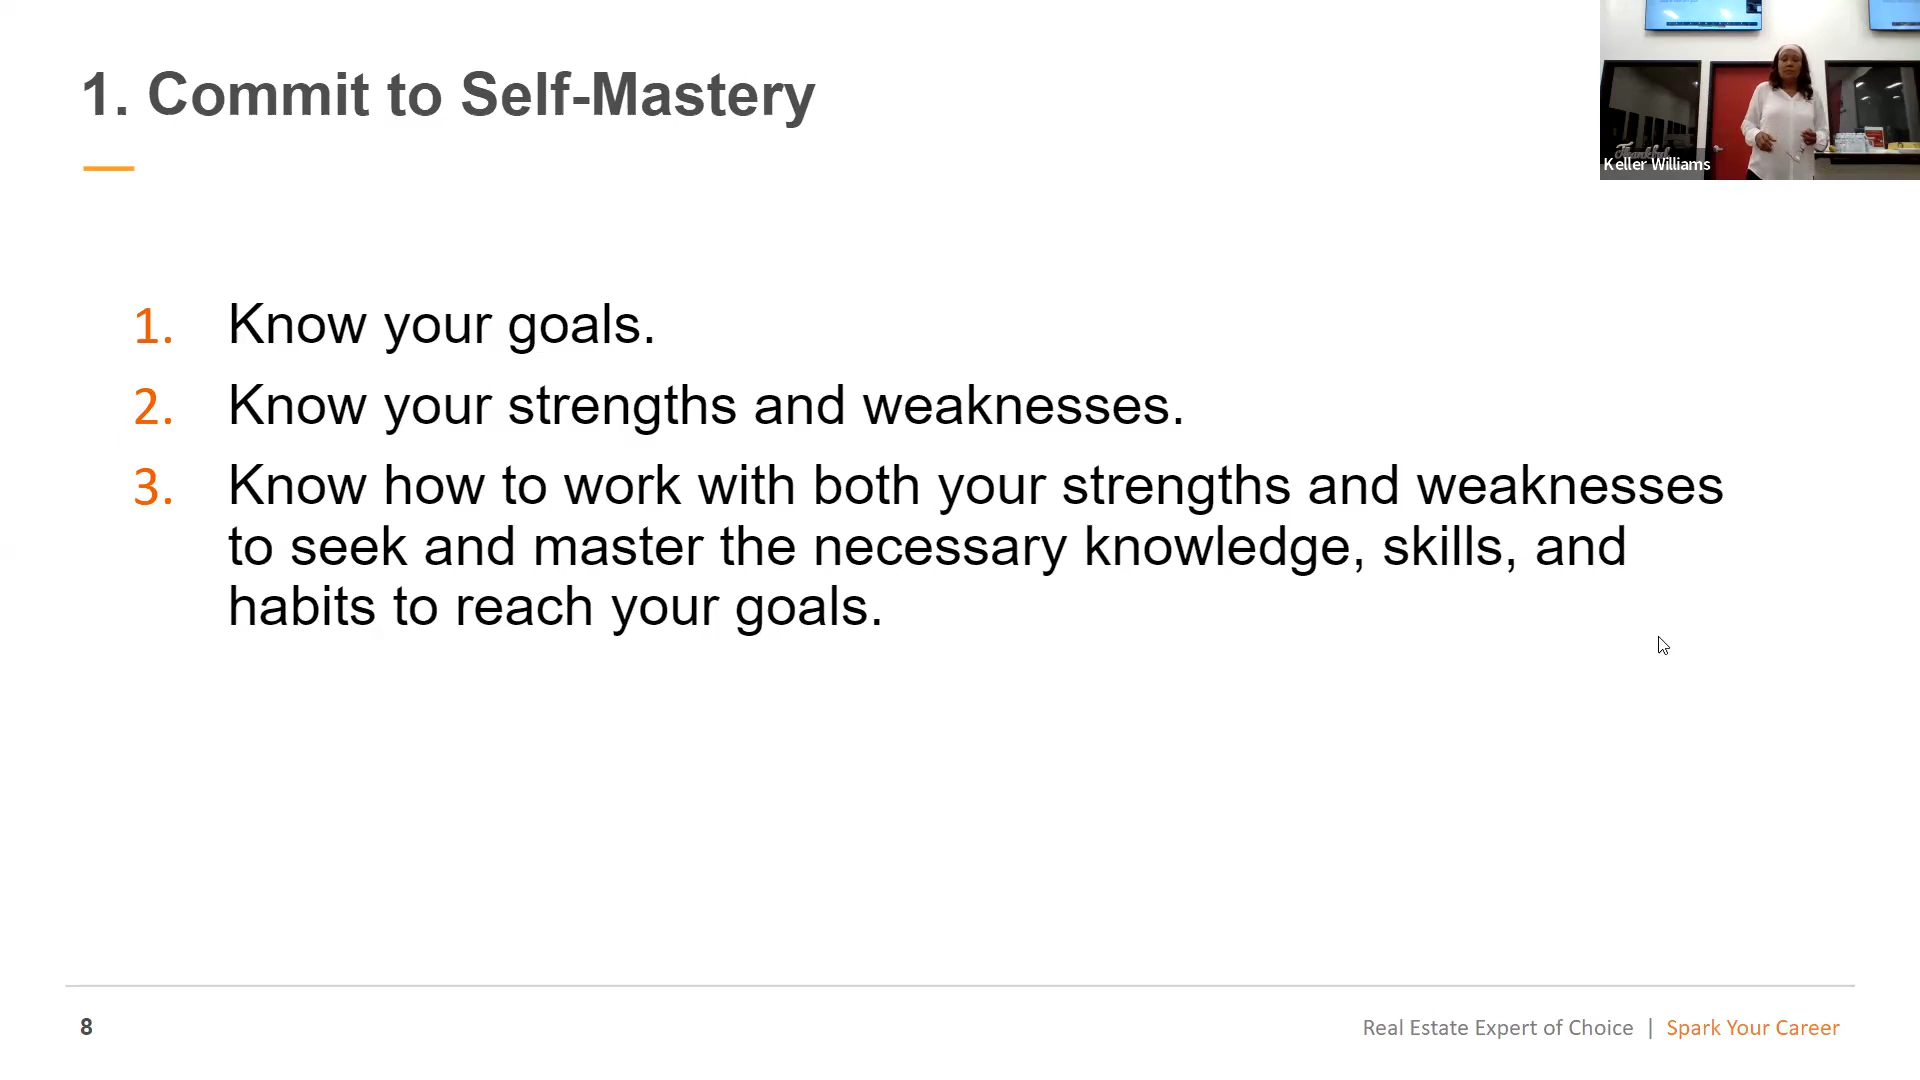 1. Commit to Self-Mastery
Keller Williams
Thankful
1. Know your goals.
2. Know your strengths and weaknesses.
3. Know how to work with both your strengths and weaknesses
to seek and master the necessary knowledge, skills, and
habits to reach your goals.
8
Real Estate Expert of Choice | Spark Your Career